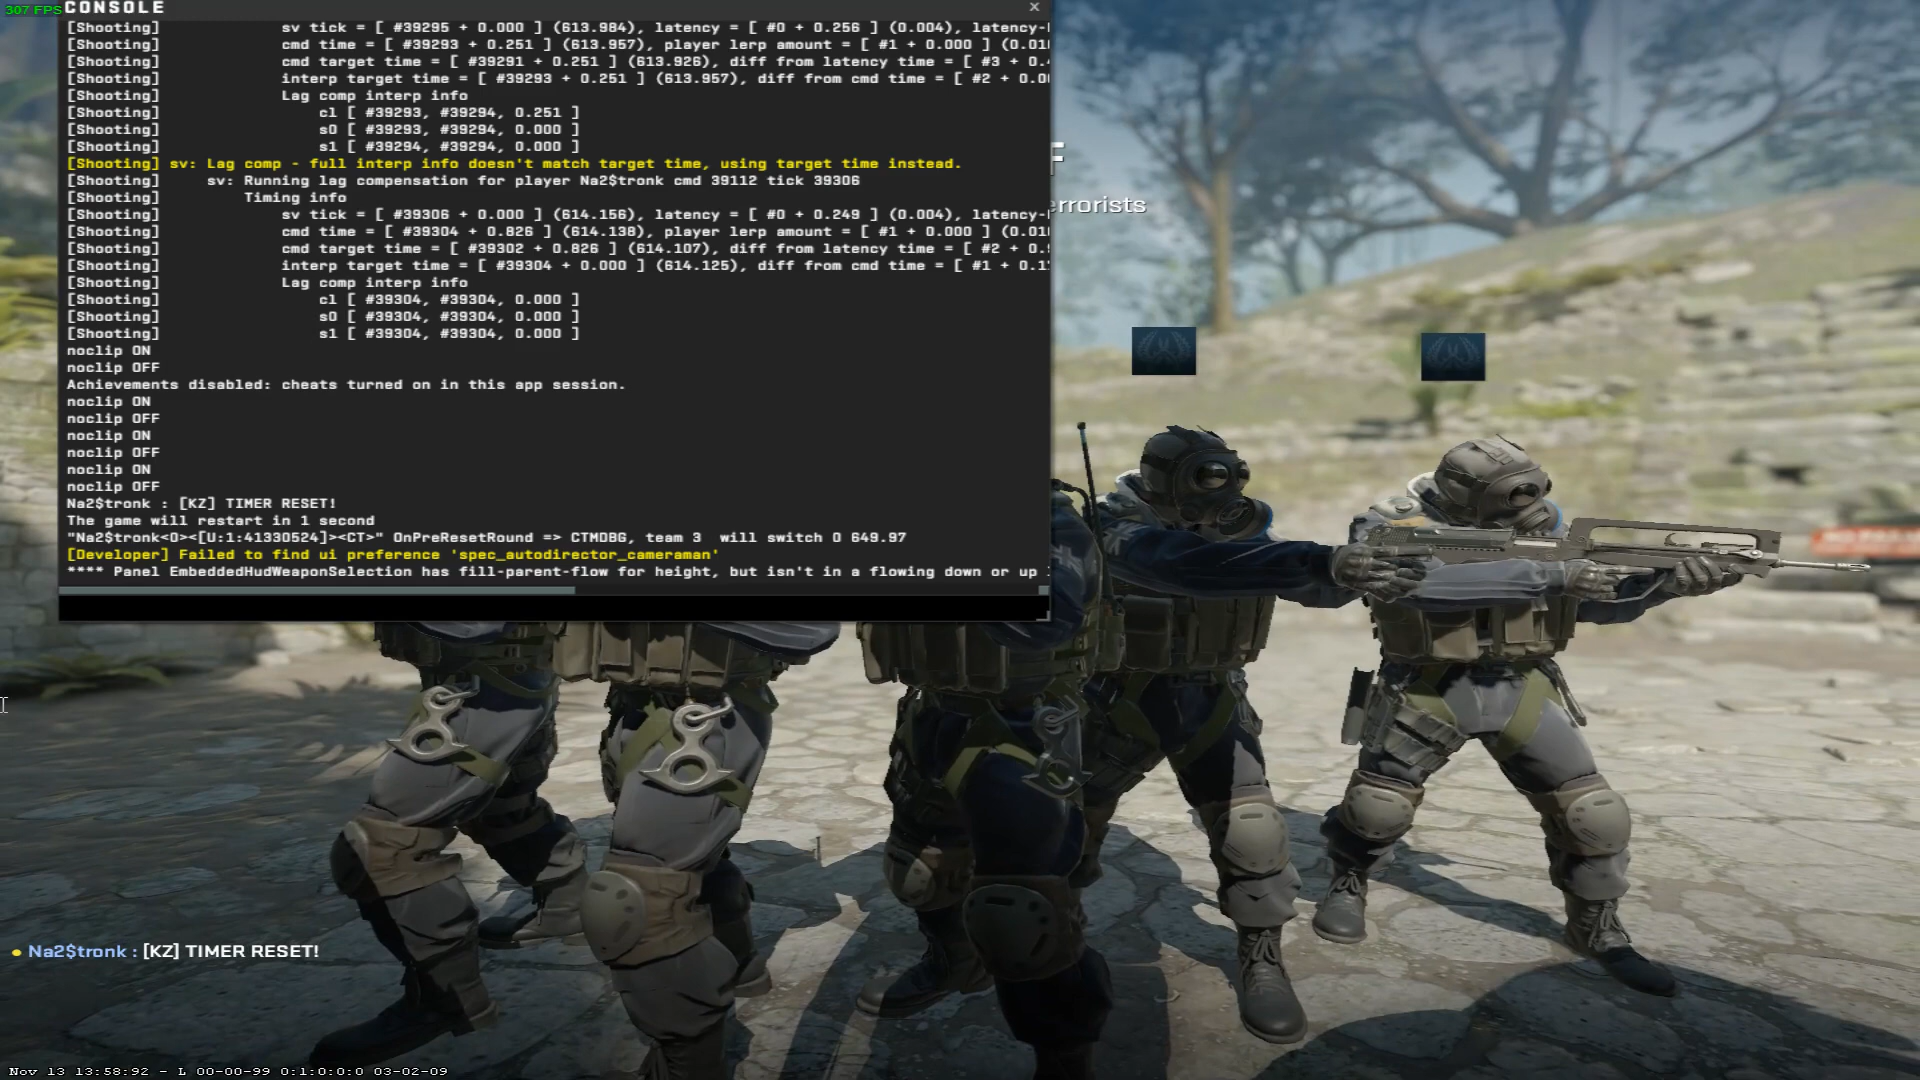 307 FPS
CONSOLE
[Shooting] sv tick = [ #39295 + 0.000 ] (613.984), latency = [ #0 + 0.256 ] (0.004), latency-
[Shooting] cmd time = [ #39293 + 0.251 ] (613.957), player lerp amount = [ #1 + 0.000 ] (0.01
[Shooting] cmd target time = [ #39291 + 0.251 ] (613.926), diff from latency time = [ #3 + 0.
[Shooting] interp target time = [ #39293 + 0.251 ] (613.957), diff from cmd time = [ #2 + 0.0
[Shooting] Lag comp interp info
[Shooting] cl [ #39293, #39294, 0.251 ]
[Shooting] s0 [ #39293, #39294, 0.000 ]
[Shooting] s1 [ #39294, #39294, 0.000 ]
[Shooting] sv: Lag comp - full interp info doesn't match target time, using target time instead.
[Shooting] sv: Running lag compensation for player Na2$tronk cmd 39112 tick 39306
[Shooting] Timing info
[Shooting] sv tick = [ #39306 + 0.000 ] (614.156), latency = [ #0 + 0.249 ] (0.004), latency-
[Shooting] cmd time = [ #39304 + 0.826 ] (614.138), player lerp amount = [ #1 + 0.000 ] (0.01
[Shooting] cmd target time = [ #39302 + 0.826 ] (614.107), diff from latency time = [ #2 + 0.
[Shooting] interp target time = [ #39304 + 0.000 ] (614.125), diff from cmd time = [ #1 + 0.1
[Shooting] Lag comp interp info
[Shooting] cl [ #39304, #39304, 0.000 ]
[Shooting] s0 [ #39304, #39304, 0.000 ]
[Shooting] s1 [ #39304, #39304, 0.000 ]
noclip ON
noclip OFF
Achievements disabled: cheats turned on in this app session.
noclip ON
noclip OFF
noclip ON
noclip OFF
noclip ON
noclip OFF
Na2$tronk : [KZ] TIMER RESET!
The game will restart in 1 second
"Na2$tronk<0><[U:1:41330524]><CT>" OnPreResetRound => CTMDBG, team 3 will switch 0 649.97
[Developer] Failed to find ui preference 'spec_autodirector_cameraman'
**** Panel EmbeddedHudWeaponSelection has fill-parent-flow for height, but isn't in a flowing down or up
F
errorists
Na2$tronk : [KZ] TIMER RESET!
Nov 13 13:58:92 - L 00-00-99 0:1:0:0:0 03-02-09